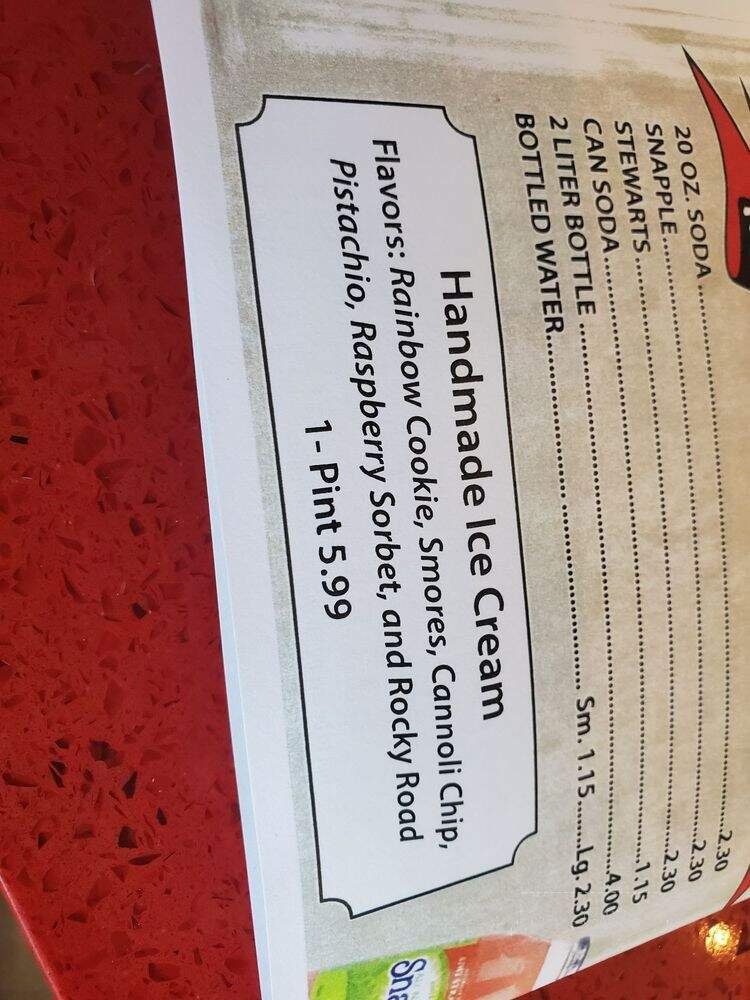 20 OZ. SODA..........2.30
SNAPPLE..........2.30
STEWARTS..........2.30
CAN SODA..........1.15
2 LITER BOTTLE..........4.00
BOTTLED WATER.......... Sm. 1.15.......Lg. 2.30
Handmade Ice Cream
Flavors: Rainbow Cookie, Smores, Cannoli Chip,
Pistachio, Raspberry Sorbet, and Rocky Road
1- Pint 5.99